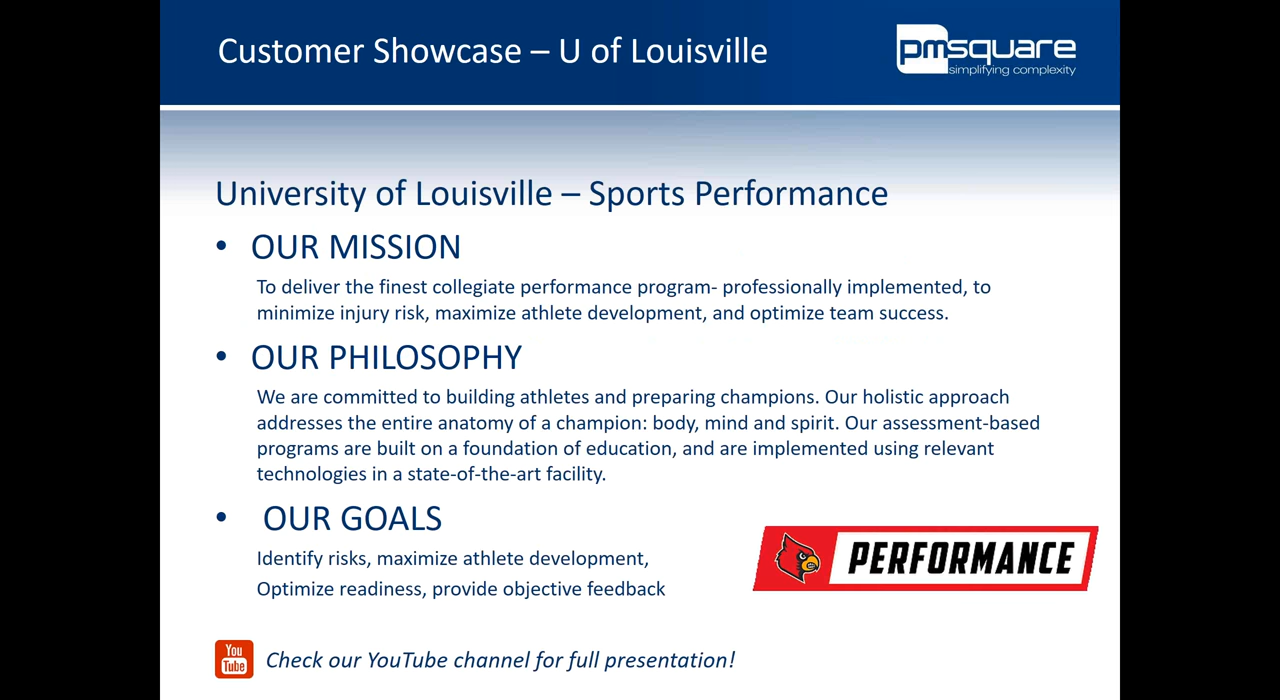 Customer Showcase – U of Louisville
pmsquare
simplifying complexity
University of Louisville – Sports Performance
• OUR MISSION
To deliver the finest collegiate performance program- professionally implemented, to
minimize injury risk, maximize athlete development, and optimize team success.
• OUR PHILOSOPHY
We are committed to building athletes and preparing champions. Our holistic approach
addresses the entire anatomy of a champion: body, mind and spirit. Our assessment-based
programs are built on a foundation of education, and are implemented using relevant
technologies in a state-of-the-art facility.
• OUR GOALS
Identify risks, maximize athlete development,
Optimize readiness, provide objective feedback
PERFORMANCE
You
Tube
Check our YouTube channel for full presentation!